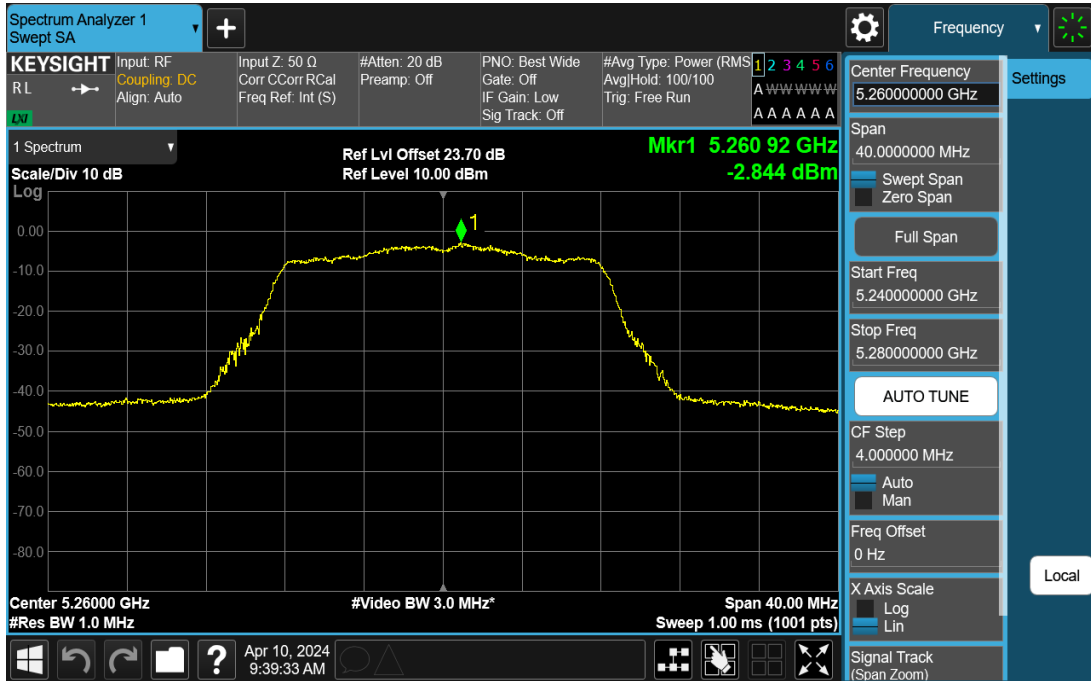 Spectrum Analyzer 1
Swept SA
+
Frequency
KEYSIGHT
R L
LXI
Input: RF
Coupling: DC
Align: Auto
Input Z: 50 Ω
Corr CCorr RCal
Freq Ref: Int (S)
#Atten: 20 dB
Preamp: Off
PNO: Best Wide
Gate: Off
IF Gain: Low
Sig Track: Off
#Avg Type: Power (RMS
Avg|Hold: 100/100
Trig: Free Run
1 2 3 4 5 6
A W W W W W
A A A A A A
1 Spectrum
Scale/Div 10 dB
Log
Ref Lvl Offset 23.70 dB
Ref Level 10.00 dBm
Mkr1 5.260 92 GHz
-2.844 dBm
1
0.00
-10.0
-20.0
-30.0
-40.0
-50.0
-60.0
-70.0
-80.0
Center 5.26000 GHz
#Res BW 1.0 MHz
#Video BW 3.0 MHz*
Span 40.00 MHz
Sweep 1.00 ms (1001 pts)
?
Apr 10, 2024
9:39:33 AM
Center Frequency
5.260000000 GHz
Span
40.0000000 MHz
Swept Span
Zero Span
Full Span
Start Freq
5.240000000 GHz
Stop Freq
5.280000000 GHz
AUTO TUNE
CF Step
4.000000 MHz
Auto
Man
Freq Offset
0 Hz
X Axis Scale
Log
Lin
Signal Track
(Span Zoom)
Settings
Local